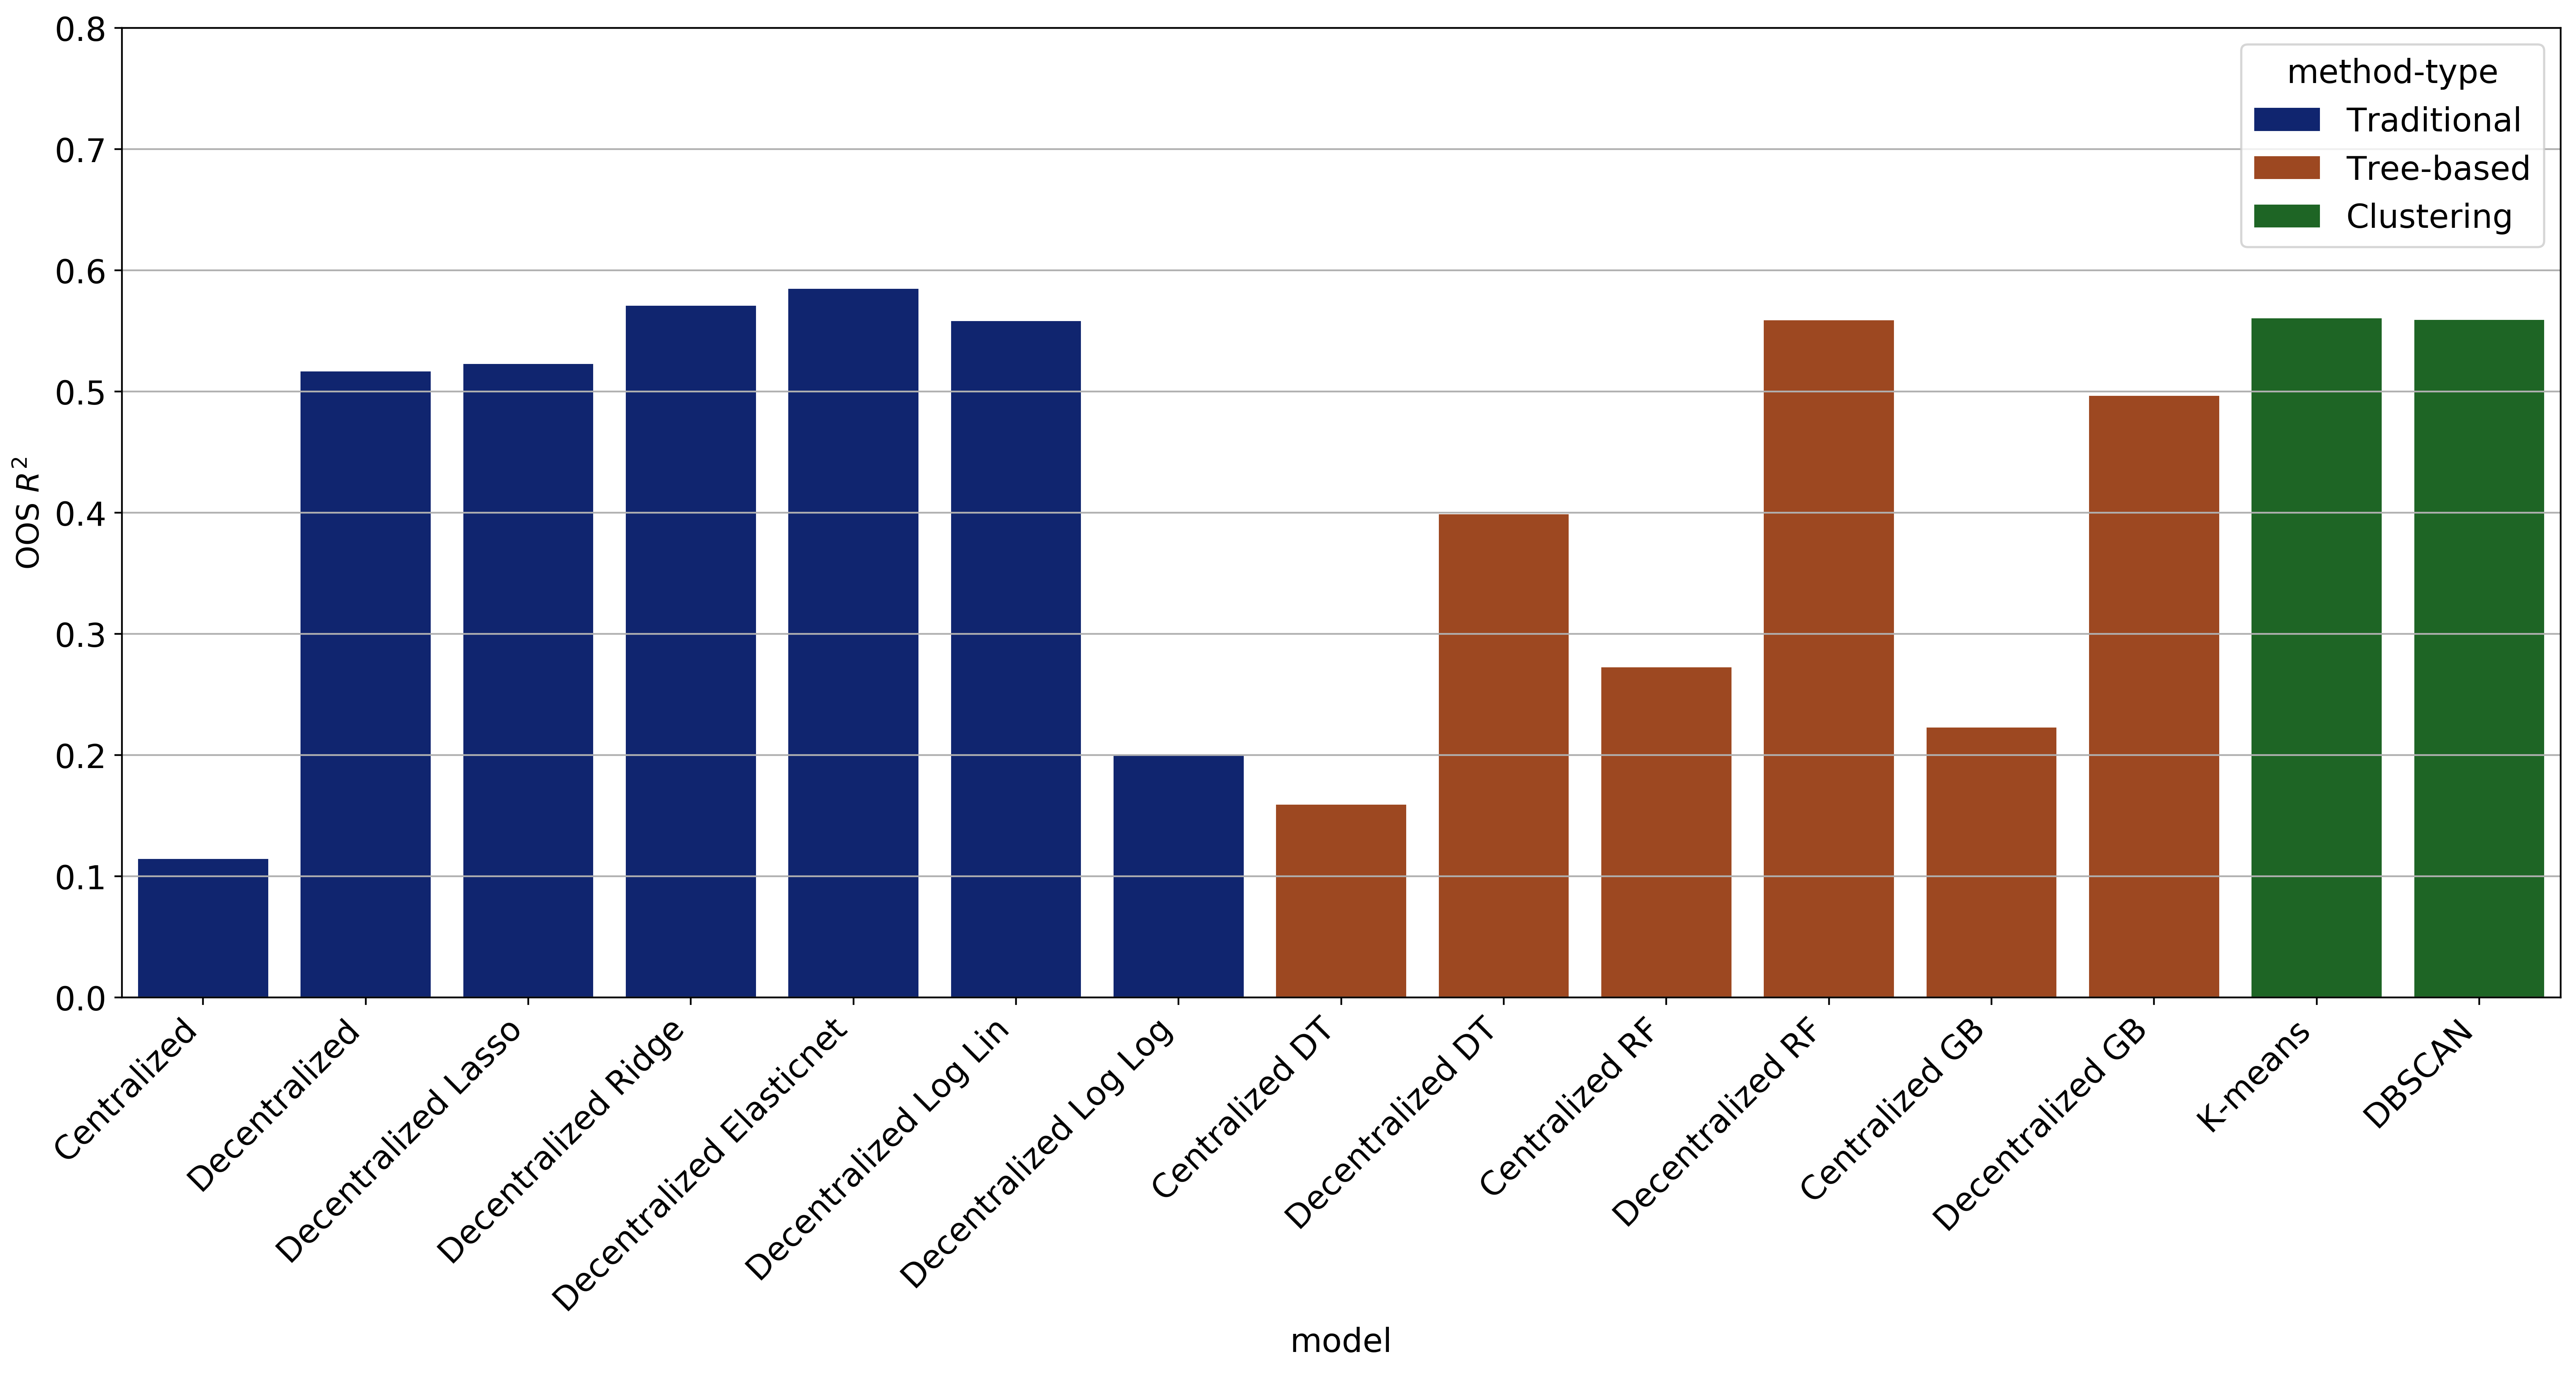 0.8
0.7
0.6
0.5
0.4
0.3
0.2
0.1
0.0
OOS R²
method-type
Traditional
Tree-based
Clustering
Centralized
Decentralized
Decentralized Lasso
Decentralized Ridge
Decentralized Elasticnet
Decentralized Log Lin
Decentralized Log Log
Centralized DT
Decentralized DT
Centralized RF
Decentralized RF
Centralized GB
Decentralized GB
K-means
DBSCAN
model